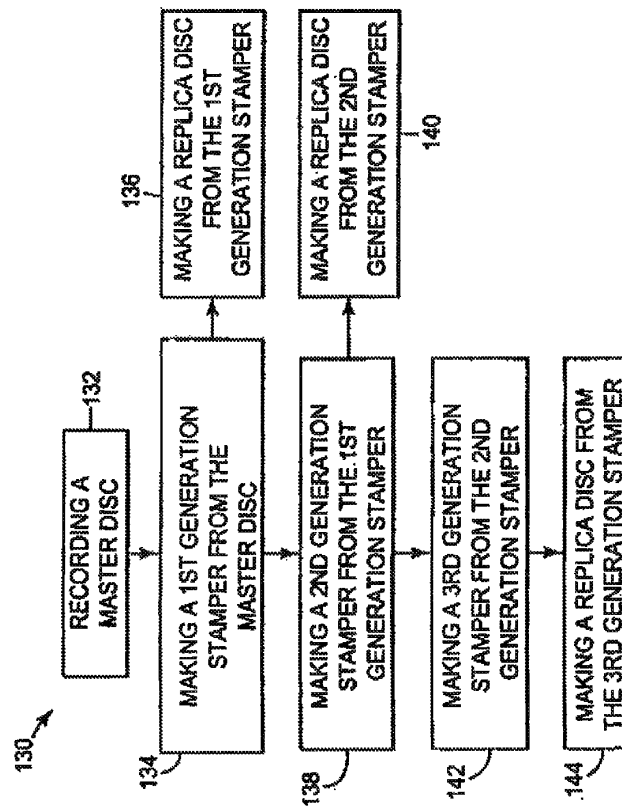 130
132
RECORDING A
MASTER DISC
134
MAKING A 1ST GENERATION
STAMPER FROM THE
MASTER DISC
136
MAKING A REPLICA DISC
FROM THE 1ST
GENERATION STAMPER
138
MAKING A 2ND GENERATION
STAMPER FROM THE 1ST
GENERATION STAMPER
MAKING A REPLICA DISC
FROM THE 2ND
GENERATION STAMPER
140
142
MAKING A 3RD GENERATION
STAMPER FROM THE 2ND
GENERATION STAMPER
144
MAKING A REPLICA DISC FROM
THE 3RD GENERATION STAMPER